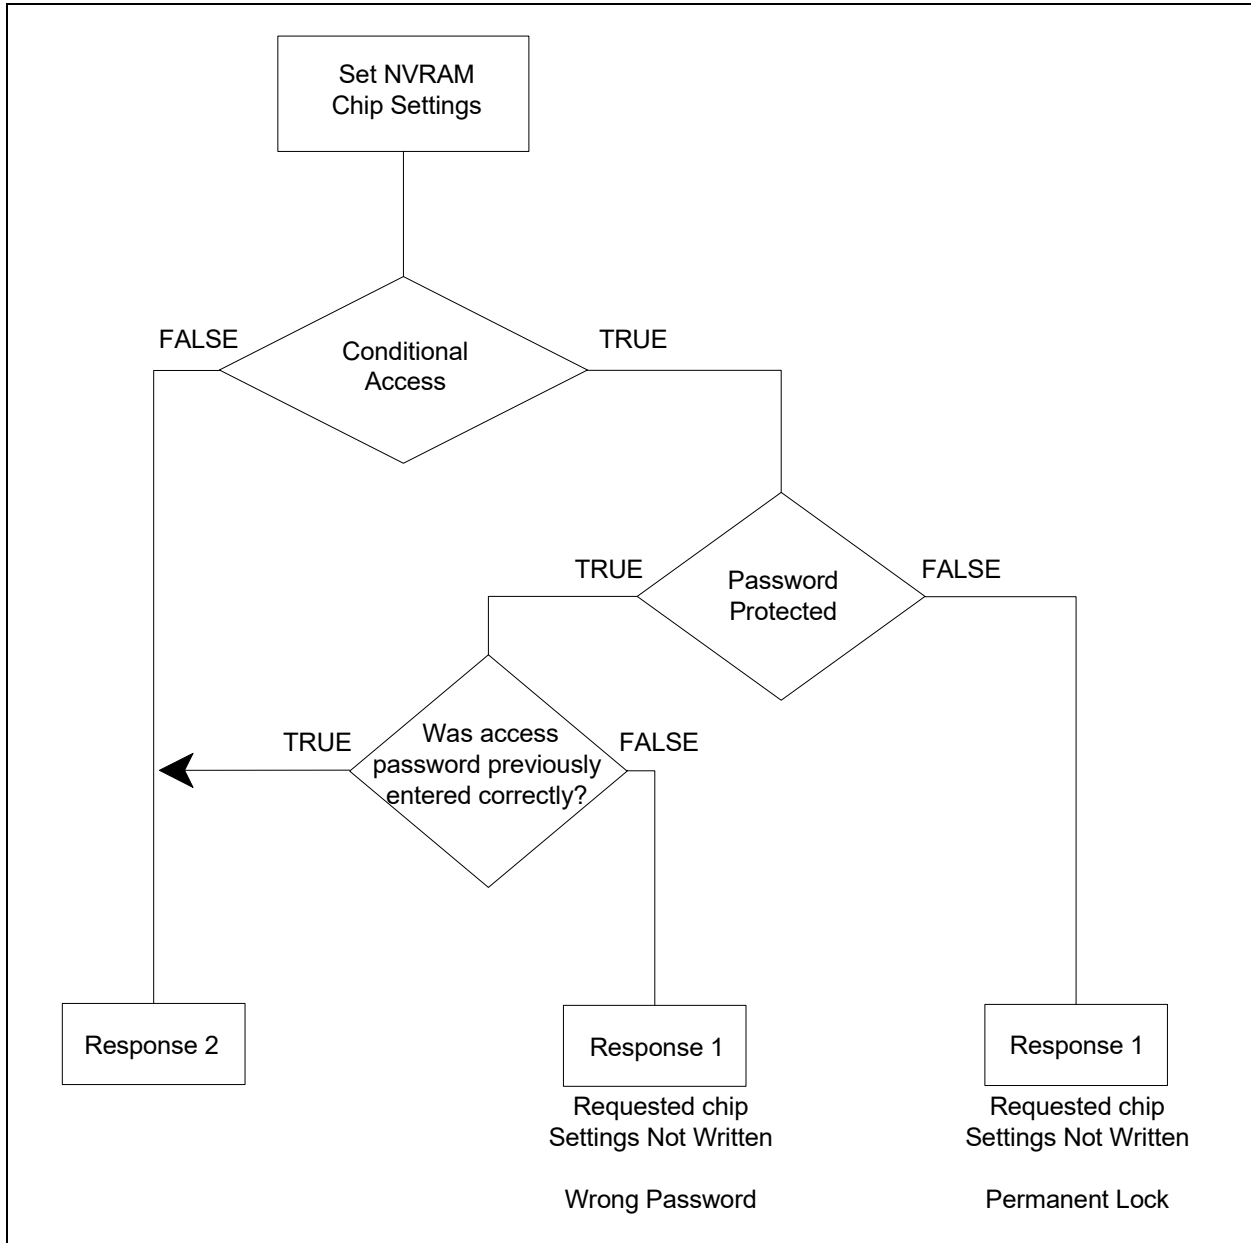 Set NVRAM
Chip Settings
FALSE
TRUE
Conditional
Access
TRUE
FALSE
Password
Protected
TRUE
FALSE
Was access
password previously
entered correctly?
Response 2
Response 1
Response 1
Requested chip
Settings Not Written
Wrong Password
Requested chip
Settings Not Written
Permanent Lock